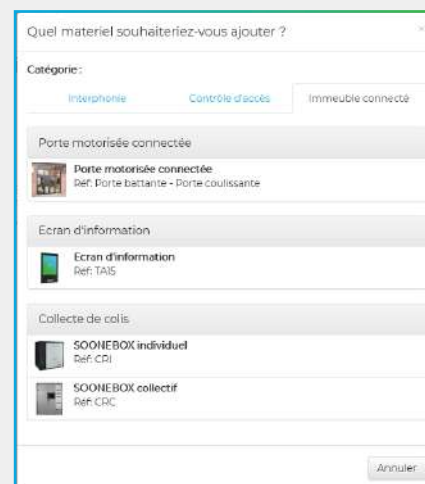 Quel materiel souhaiteriez-vous ajouter ?
×
Catégorie :
Interphonie Contrôle d'accès Immeuble connecté
Porte motorisée connectée
Porte motorisée connectée
Réf: Porte battante - Porte coulissante
Ecran d'information
Ecran d'information
Réf: TA15
Collecte de colis
SOONEBOX individuel
Réf: CRI
SOONEBOX collectif
Réf: CRC
Annuler